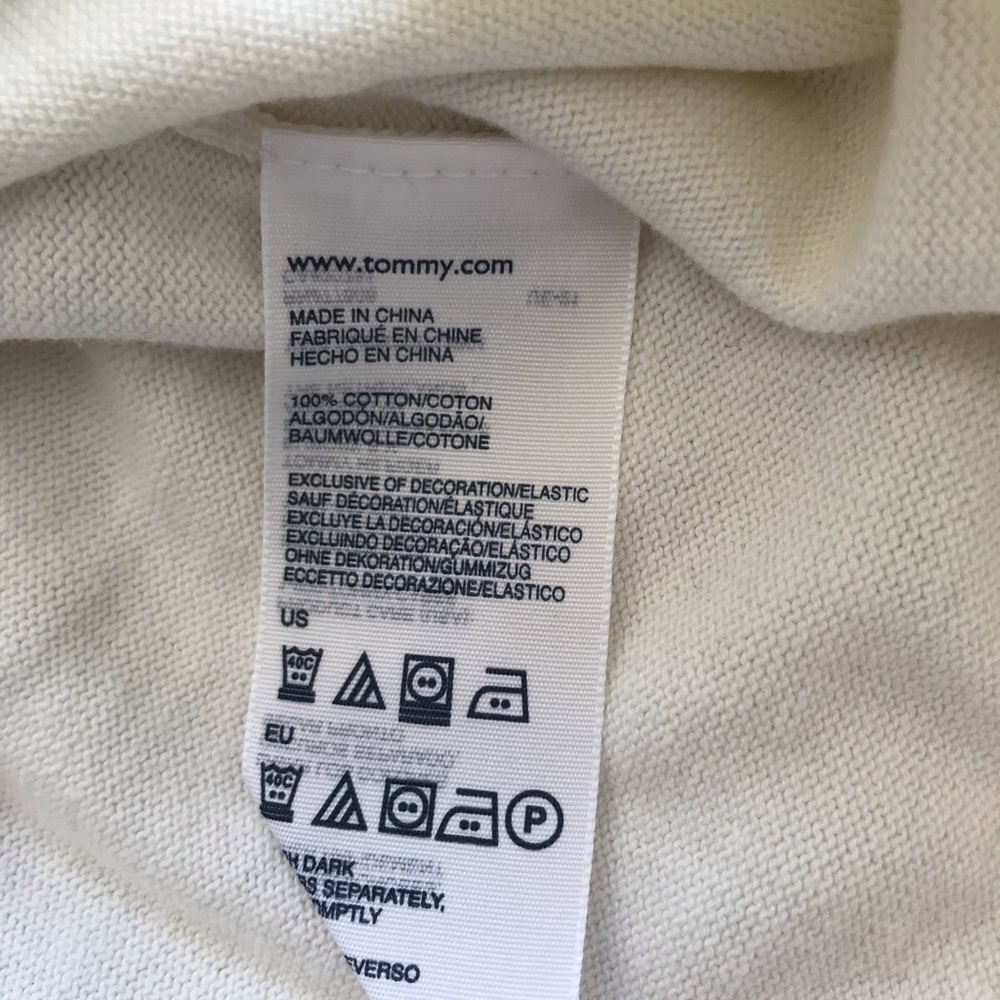 www.tommy.com
MADE IN CHINA
FABRIQUÉ EN CHINE
HECHO EN CHINA
100% COTTON/COTON
ALGODÓN/ALGODÃO/
BAUMWOLLE/COTONE
EXCLUSIVE OF DECORATION/ELASTIC
SAUF DÉCORATION/ÉLASTIQUE
EXCLUYE LA DECORACIÓN/ELÁSTICO
EXCLUINDO DECORAÇÃO/ELÁSTICO
OHNE DEKORATION/GUMMIZUG
ECCETTO DECORAZIONE/ELASTICO
US
40C
EU
40C P
DARK
SEPARATELY,